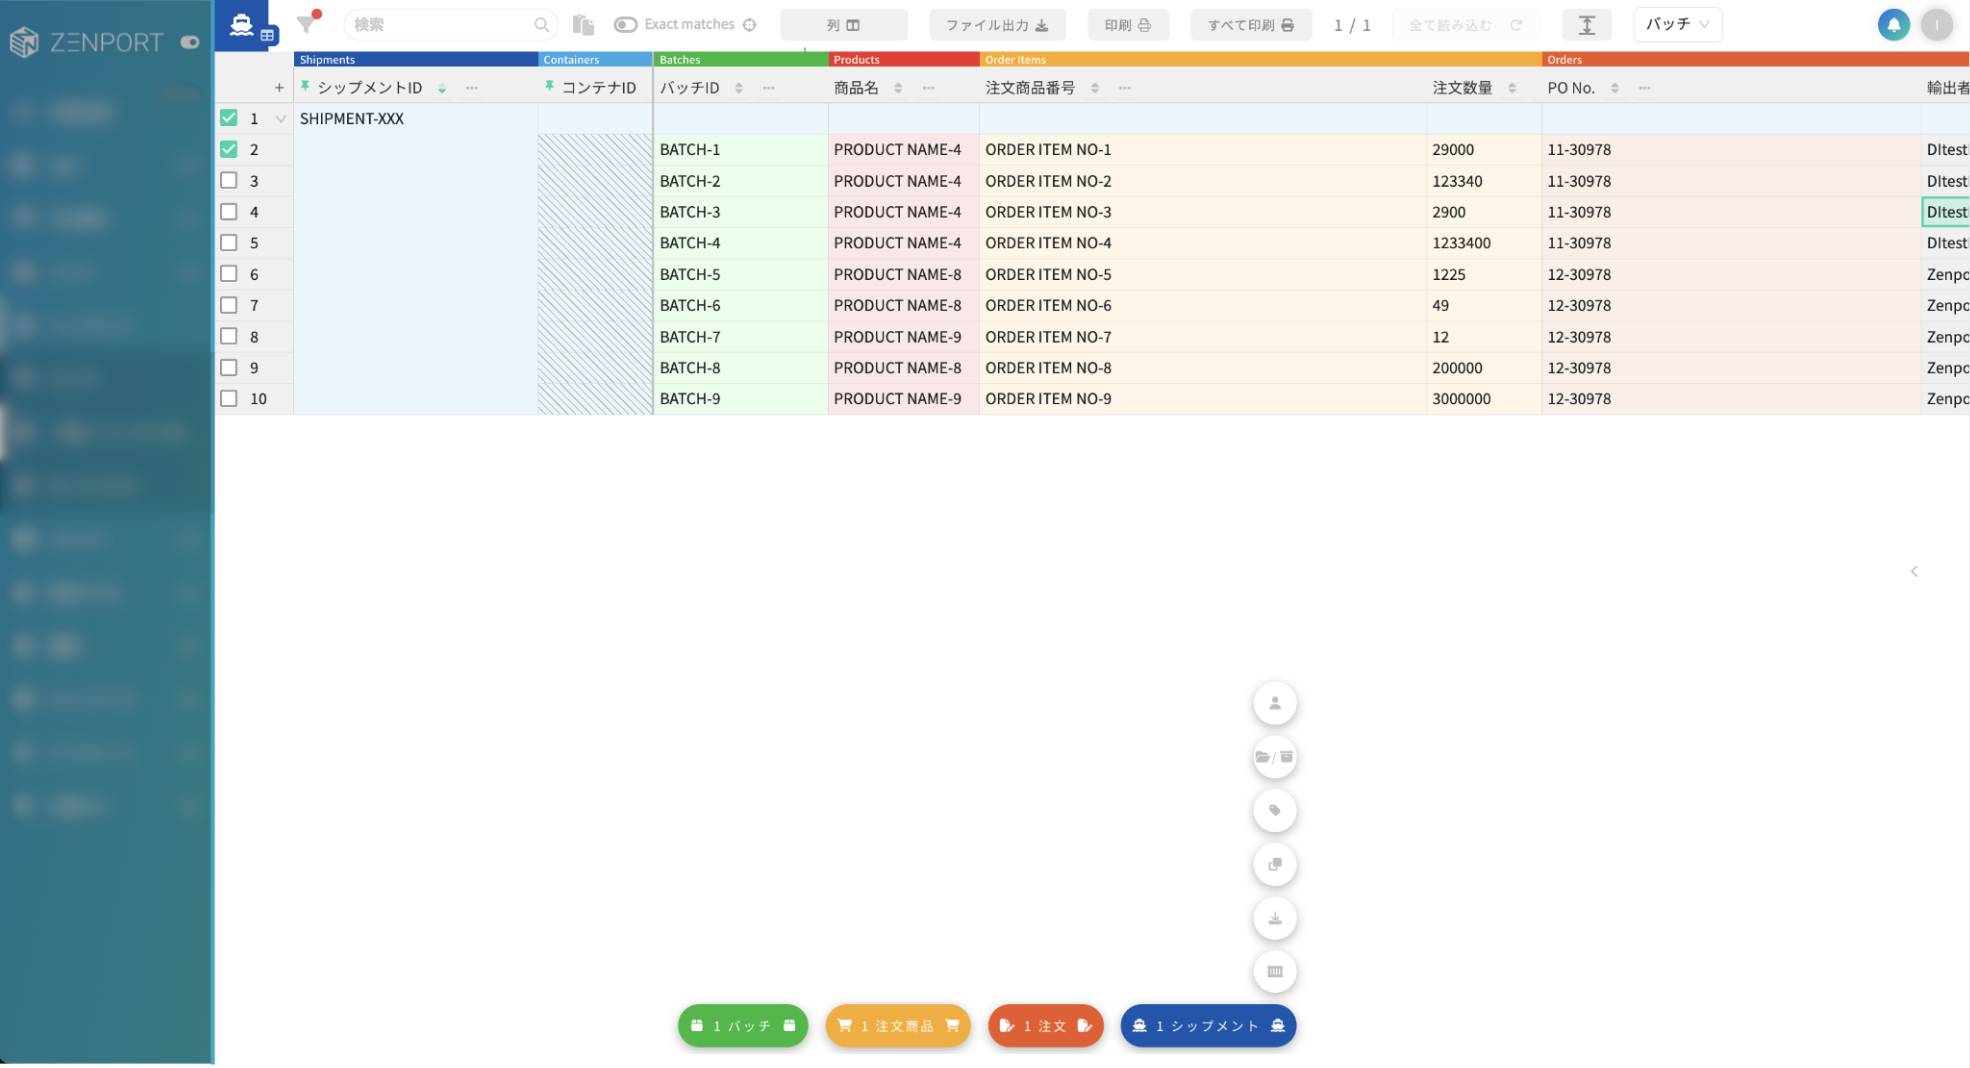 ZENPORT
検索
Exact matches
列
ファイル出力
印刷
すべて印刷
1 / 1
全て読み込む
バッチ
I
Shipments Containers Batches Products Order Items Orders
+ シップメントID ... コンテナID バッチID ... 商品名 ... 注文商品番号 ... 注文数量 PO No. ... 輸出者
1 SHIPMENT-XXX
2 BATCH-1 PRODUCT NAME-4 ORDER ITEM NO-1 29000 11-30978 DItest
3 BATCH-2 PRODUCT NAME-4 ORDER ITEM NO-2 123340 11-30978 DItest
4 BATCH-3 PRODUCT NAME-4 ORDER ITEM NO-3 2900 11-30978 DItest
5 BATCH-4 PRODUCT NAME-4 ORDER ITEM NO-4 1233400 11-30978 DItest
6 BATCH-5 PRODUCT NAME-8 ORDER ITEM NO-5 1225 12-30978 Zenpo
7 BATCH-6 PRODUCT NAME-8 ORDER ITEM NO-6 49 12-30978 Zenpo
8 BATCH-7 PRODUCT NAME-9 ORDER ITEM NO-7 12 12-30978 Zenpo
9 BATCH-8 PRODUCT NAME-8 ORDER ITEM NO-8 200000 12-30978 Zenpo
10 BATCH-9 PRODUCT NAME-9 ORDER ITEM NO-9 3000000 12-30978 Zenpo
/
1 バッチ
1 注文商品
1 注文
1 シップメント